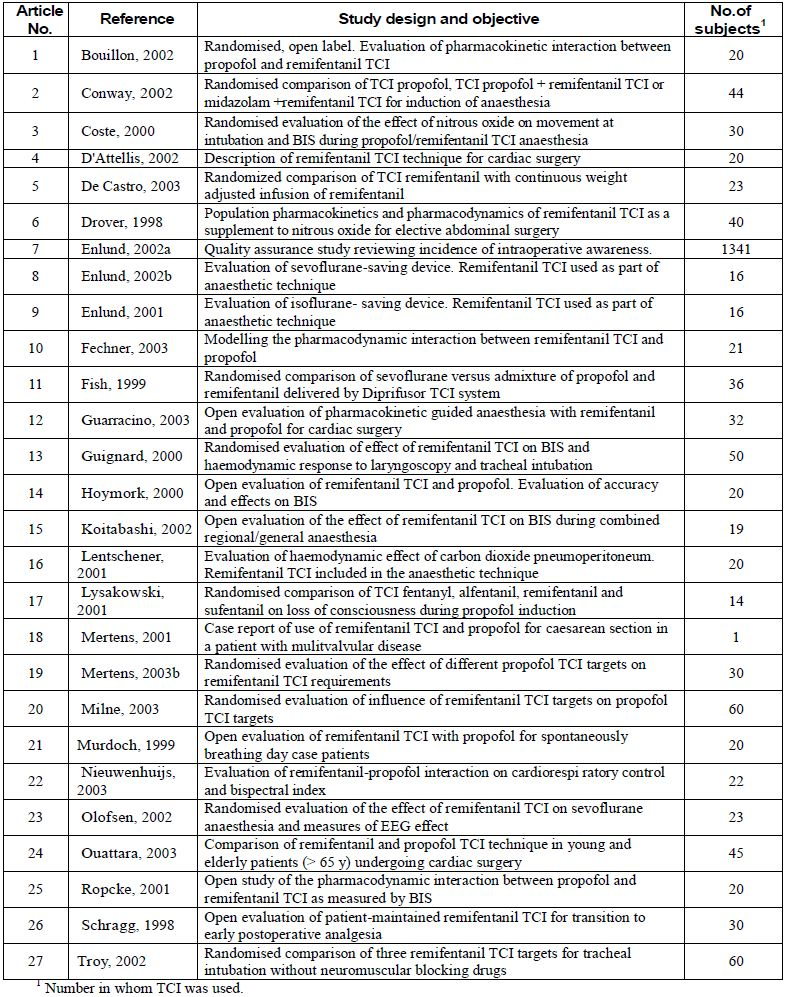 Article No. Reference Study design and objective No.of subjects1
1 Bouillon, 2002 Randomised, open label. Evaluation of pharmacokinetic interaction between
propofol and remifentanil TCI 20
2 Conway, 2002 Randomised comparison of TCI propofol, TCI propofol + remifentanil TCI or
midazolam +remifentanil TCI for induction of anaesthesia 44
3 Coste, 2000 Randomised evaluation of the effect of nitrous oxide on movement at
intubation and BIS during propofol/remifentanil TCI anaesthesia 30
4 D'Attellis, 2002 Description of remifentanil TCI technique for cardiac surgery 20
5 De Castro, 2003 Randomized comparison of TCI remifentanil with continuous weight
adjusted infusion of remifentanil 23
6 Drover, 1998 Population pharmacokinetics and pharmacodynamics of remifentanil TCI as a
supplement to nitrous oxide for elective abdominal surgery 40
7 Enlund, 2002a Quality assurance study reviewing incidence of intraoperative awareness. 1341
8 Enlund, 2002b Evaluation of sevoflurane-saving device. Remifentanil TCI used as part of
anaesthetic technique 16
9 Enlund, 2001 Evaluation of isoflurane- saving device. Remifentanil TCI used as part of
anaesthetic technique 16
10 Fechner, 2003 Modelling the pharmacodynamic interaction between remifentanil TCI and
propofol 21
11 Fish, 1999 Randomised comparison of sevoflurane versus admixture of propofol and
remifentanil delivered by Diprifusor TCI system 36
12 Guarracino, 2003 Open evaluation of pharmacokinetic guided anaesthesia with remifentanil
and propofol for cardiac surgery 32
13 Guignard, 2000 Randomised evaluation of effect of remifentanil TCI on BIS and
haemodynamic response to laryngoscopy and tracheal intubation 50
14 Hoymork, 2000 Open evaluation of remifentanil TCI and propofol. Evaluation of accuracy
and effects on BIS 20
15 Koitabashi, 2002 Open evaluation of the effect of remifentanil TCI on BIS during combined
regional/general anaesthesia 19
16 Lentschener, 2001 Evaluation of haemodynamic effect of carbon dioxide pneumoperitoneum.
Remifentanil TCI included in the anaesthetic technique 20
17 Lysakowski, 2001 Randomised comparison of TCI fentanyl, alfentanil, remifentanil and
sufentanil on loss of consciousness during propofol induction 14
18 Mertens, 2001 Case report of use of remifentanil TCI and propofol for caesarean section in
a patient with mulitvalvular disease 1
19 Mertens, 2003b Randomised evaluation of the effect of different propofol TCI targets on
remifentanil TCI requirements 30
20 Milne, 2003 Randomised evaluation of influence of remifentanil TCI targets on propofol
TCI targets 60
21 Murdoch, 1999 Open evaluation of remifentanil TCI with propofol for spontaneously
breathing day case patients 20
22 Nieuwenhuijs, 2003 Evaluation of remifentanil-propofol interaction on cardiorespi ratory control
and bispectral index 22
23 Olofsen, 2002 Randomised evaluation of the effect of remifentanil TCI on sevoflurane
anaesthesia and measures of EEG effect 23
24 Ouattara, 2003 Comparison of remifentanil and propofol TCI technique in young and
elderly patients (> 65 y) undergoing cardiac surgery 45
25 Ropcke, 2001 Open study of the pharmacodynamic interaction between propofol and
remifentanil TCI as measured by BIS 20
26 Schragg, 1998 Open evaluation of patient-maintained remifentanil TCI for transition to
early postoperative analgesia 30
27 Troy, 2002 Randomised comparison of three remifentanil TCI targets for tracheal
intubation without neuromuscular blocking drugs 60
1 Number in whom TCI was used.